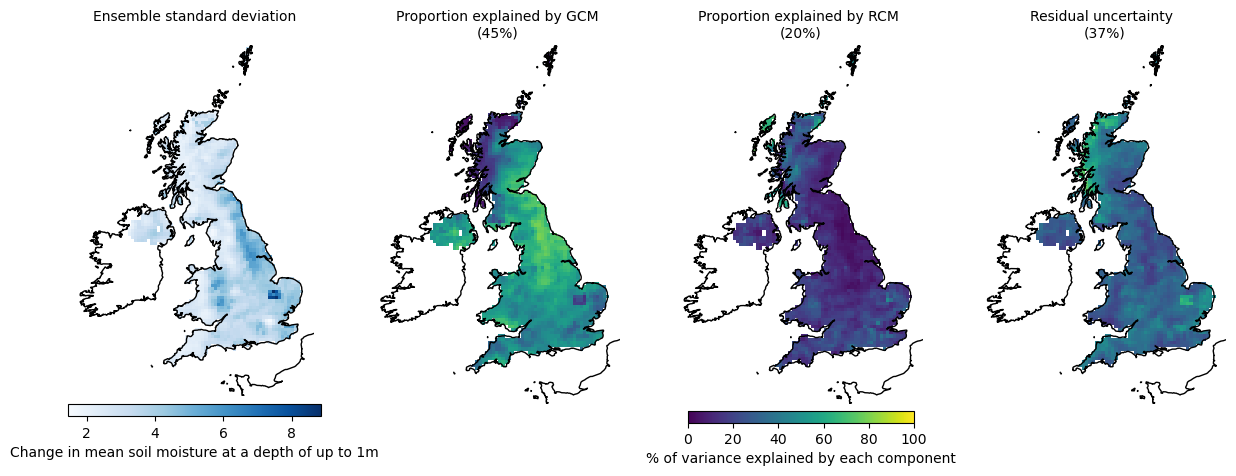 Ensemble standard deviation
Proportion explained by GCM
(45%)
Proportion explained by RCM
(20%)
Residual uncertainty
(37%)
2 4 6 8
Change in mean soil moisture at a depth of up to 1m
0 20 40 60 80 100
% of variance explained by each component